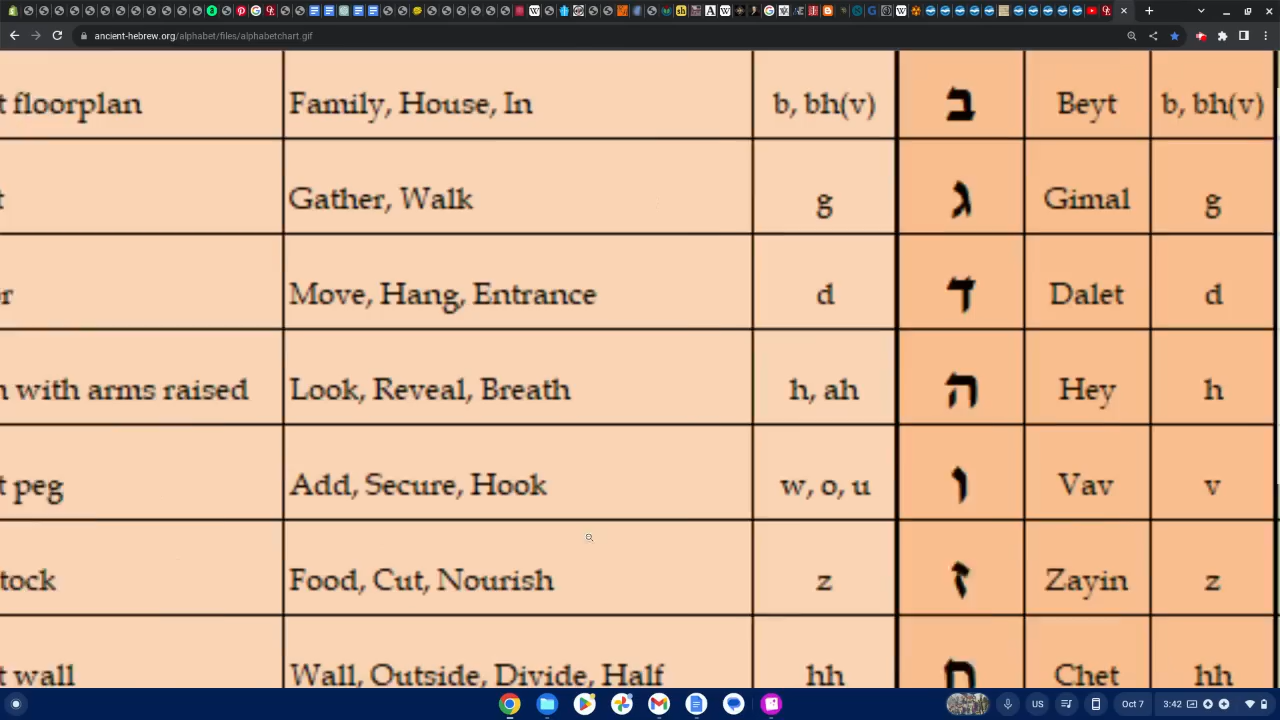 ancient-hebrew.org/alphabet/files/alphabetchart.gif
t floorplan Family, House, In b, bh(v) ב Beyt b, bh(v)
t Gather, Walk g ג Gimal g
r Move, Hang, Entrance d ד Dalet d
n with arms raised Look, Reveal, Breath h, ah ה Hey h
t peg Add, Secure, Hook w, o, u ו Vav v
tock Food, Cut, Nourish z ז Zayin z
t wall Wall, Outside, Divide, Half hh ח Chet hh
US Oct 7 3:42